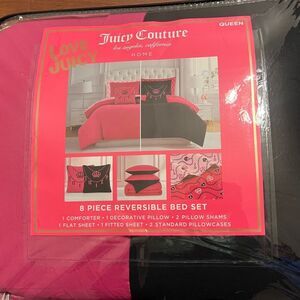 QUEEN
Love
Juicy
Juicy Couture
los angeles, california
HOME
8 PIECE REVERSIBLE BED SET
1 COMFORTER • 1 DECORATIVE PILLOW • 2 PILLOW SHAMS
1 FLAT SHEET • 1 FITTED SHEET • 2 STANDARD PILLOWCASES